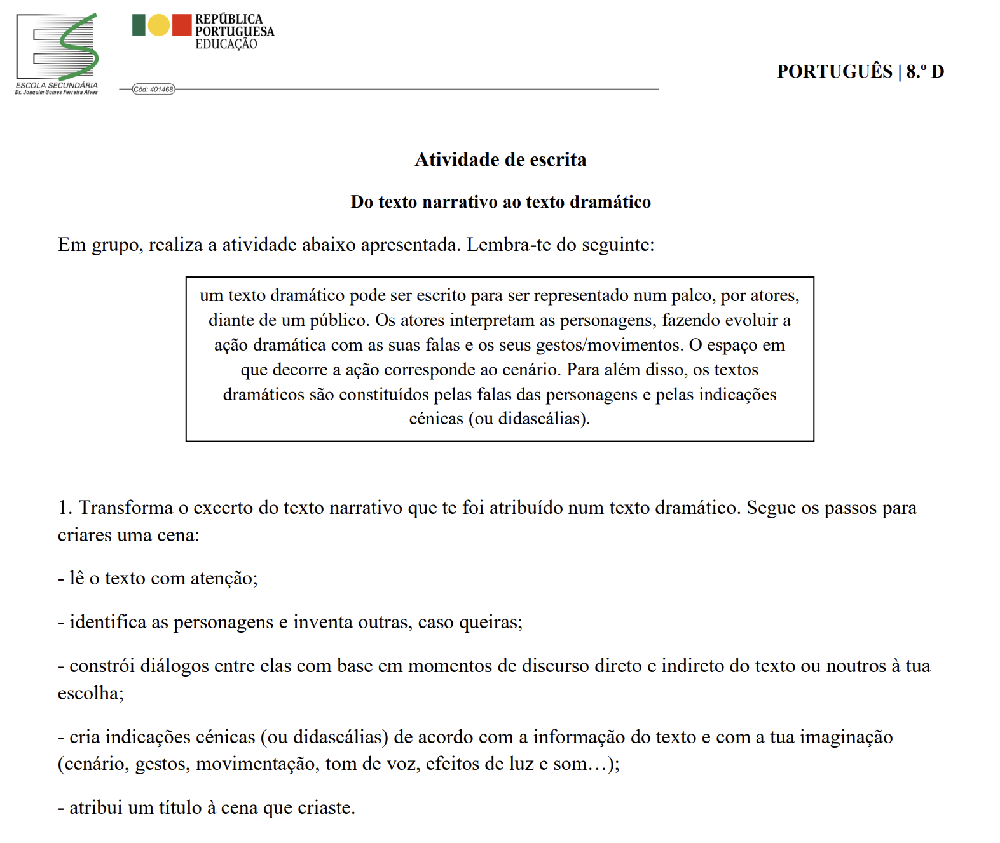 REPÚBLICA
PORTUGUESA
EDUCAÇÃO
ES
ESCOLA SECUNDÁRIA
Dr. Joaquim Gomes Ferreira Alves
Cód: 401468
PORTUGUÊS | 8.º D
Atividade de escrita
Do texto narrativo ao texto dramático
Em grupo, realiza a atividade abaixo apresentada. Lembra-te do seguinte:
um texto dramático pode ser escrito para ser representado num palco, por atores,
diante de um público. Os atores interpretam as personagens, fazendo evoluir a
ação dramática com as suas falas e os seus gestos/movimentos. O espaço em
que decorre a ação corresponde ao cenário. Para além disso, os textos
dramáticos são constituídos pelas falas das personagens e pelas indicações
cénicas (ou didascálias).
1. Transforma o excerto do texto narrativo que te foi atribuído num texto dramático. Segue os passos para
criares uma cena:
- lê o texto com atenção;
- identifica as personagens e inventa outras, caso queiras;
- constrói diálogos entre elas com base em momentos de discurso direto e indireto do texto ou noutros à tua
escolha;
- cria indicações cénicas (ou didascálias) de acordo com a informação do texto e com a tua imaginação
(cenário, gestos, movimentação, tom de voz, efeitos de luz e som…);
- atribui um título à cena que criaste.